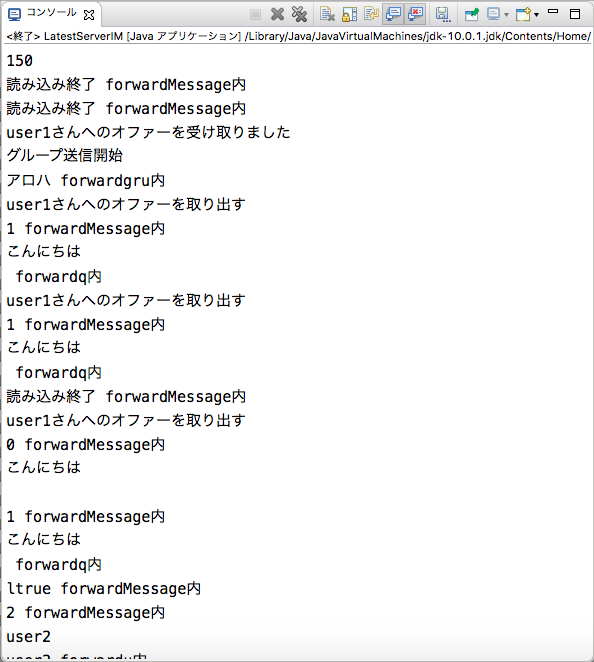 コンソール
<終了> LatestServerIM [Java アプリケーション] /Library/Java/JavaVirtualMachines/jdk-10.0.1.jdk/Contents/Home/
150
読み込み終了 forwardMessage内
読み込み終了 forwardMessage内
user1さんへのオファーを受け取りました
グループ送信開始
アロハ forwardgru内
user1さんへのオファーを取り出す
1 forwardMessage内
こんにちは
forwardq内
user1さんへのオファーを取り出す
1 forwardMessage内
こんにちは
forwardq内
読み込み終了 forwardMessage内
user1さんへのオファーを取り出す
0 forwardMessage内
こんにちは
1 forwardMessage内
こんにちは
forwardq内
ltrue forwardMessage内
2 forwardMessage内
user2